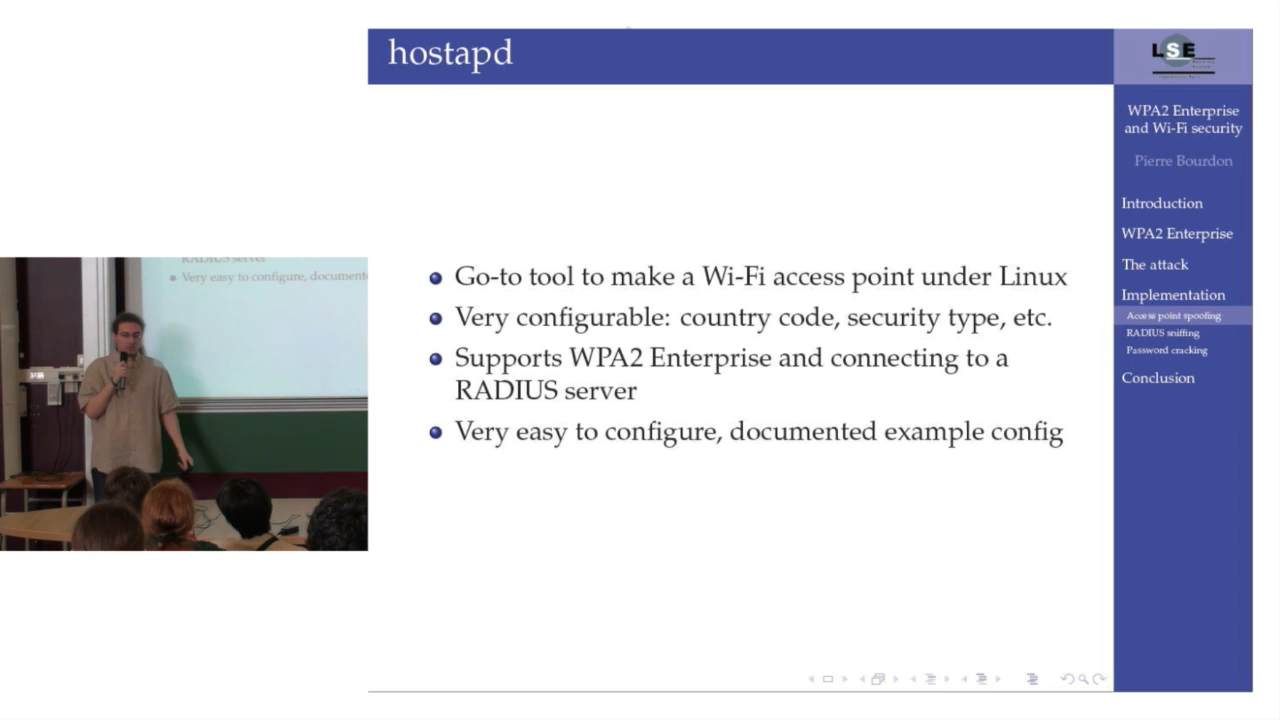 hostapd
LSE
WPA2 Enterprise
and Wi-Fi security
Pierre Bourdon
Introduction
WPA2 Enterprise
The attack
Implementation
Access point spoofing
RADIUS sniffing
Password cracking
Conclusion
Go-to tool to make a Wi-Fi access point under Linux
Very configurable: country code, security type, etc.
Supports WPA2 Enterprise and connecting to a
RADIUS server
Very easy to configure, documented example config
RADIUS server
Very easy to configure, document